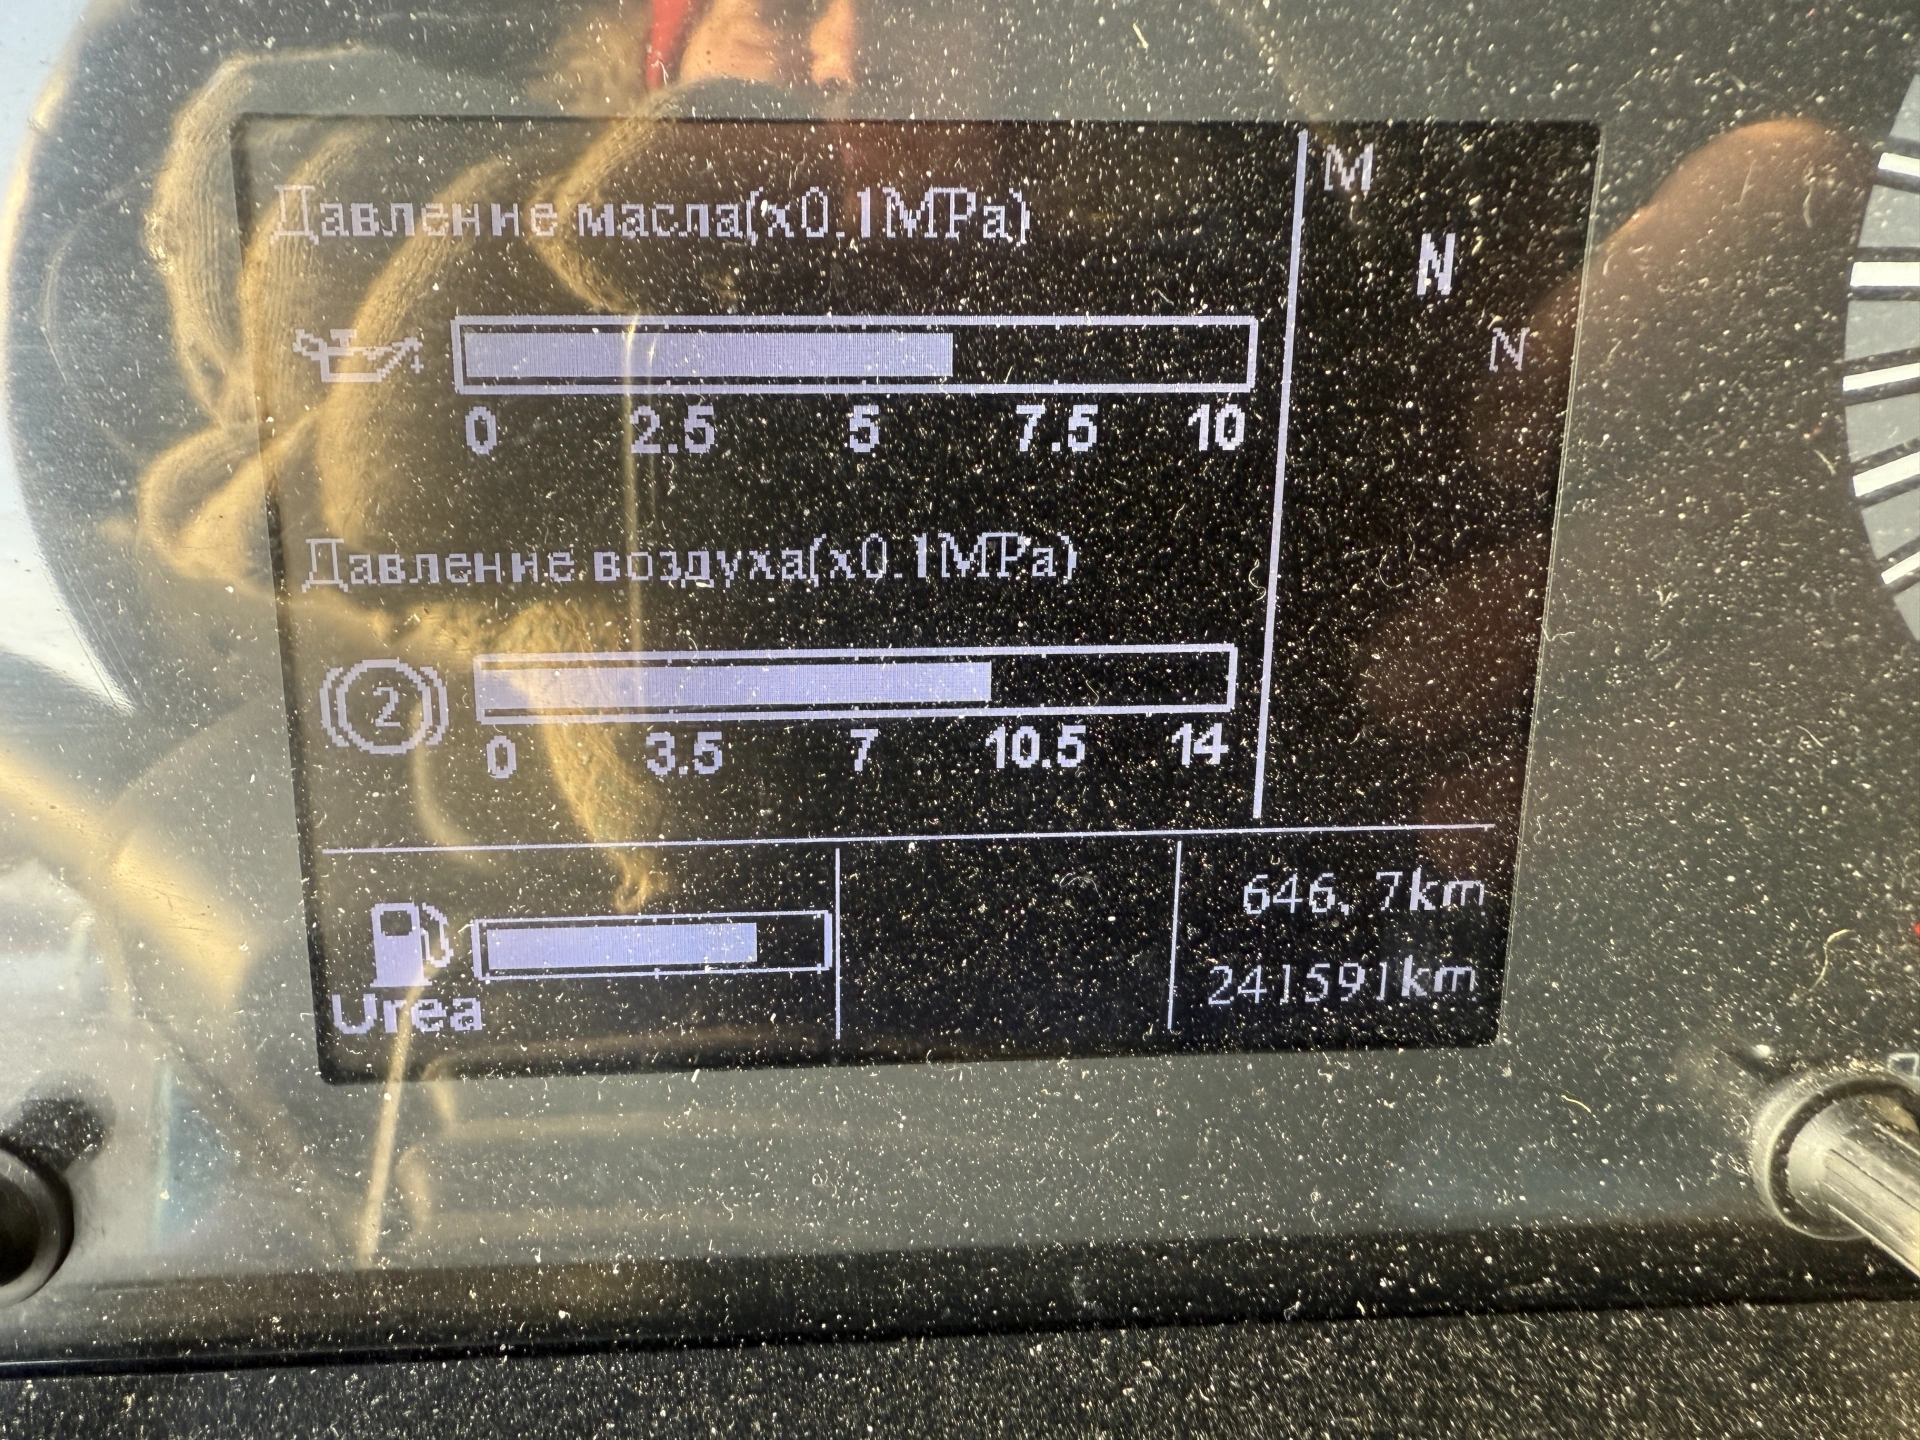 Давление масла(x0.1MPa)
M
N
N
0 2.5 5 7.5 10
Давление воздуха(x0.1MPa)
2
0 3.5 7 10.5 14
646, 7km
Urea
241591km